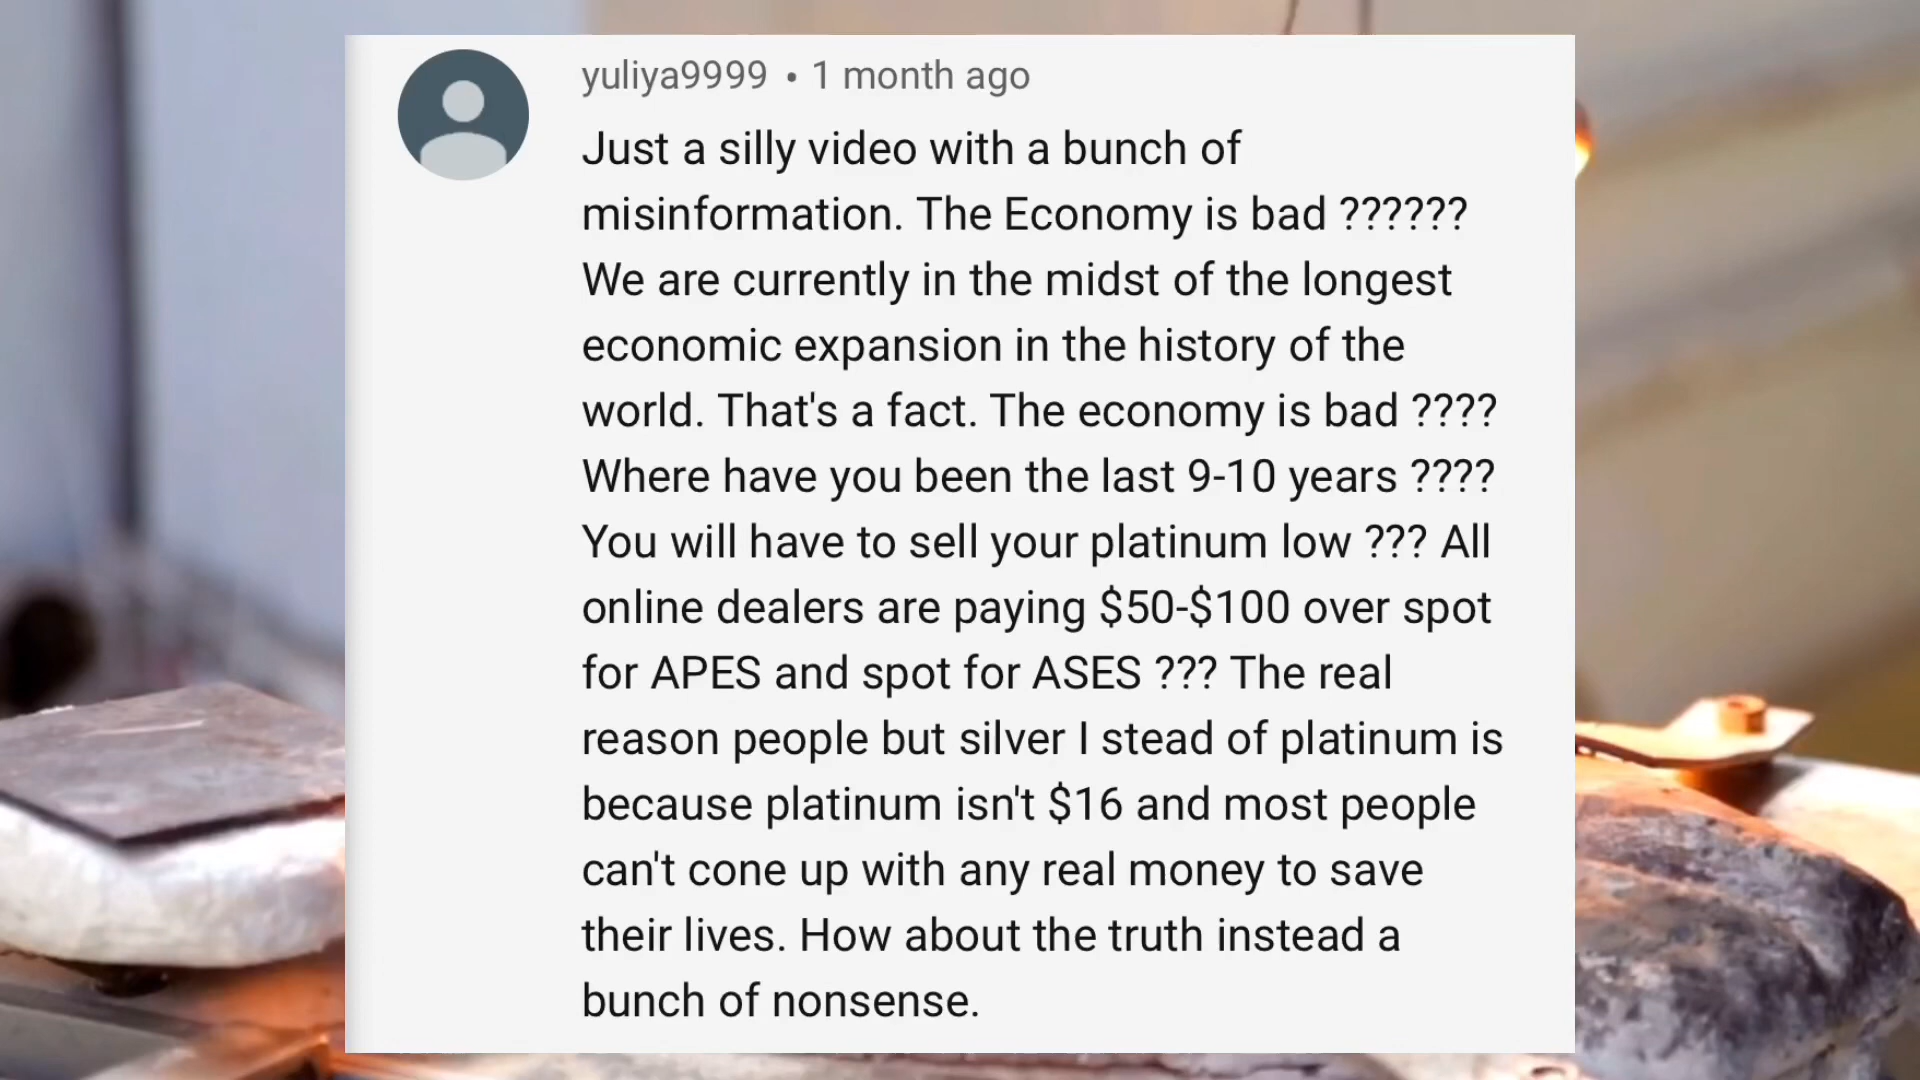 yuliya9999 • 1 month ago
Just a silly video with a bunch of
misinformation. The Economy is bad ??????
We are currently in the midst of the longest
economic expansion in the history of the
world. That's a fact. The economy is bad ????
Where have you been the last 9-10 years ????
You will have to sell your platinum low ??? All
online dealers are paying $50-$100 over spot
for APES and spot for ASES ??? The real
reason people but silver I stead of platinum is
because platinum isn't $16 and most people
can't cone up with any real money to save
their lives. How about the truth instead a
bunch of nonsense.